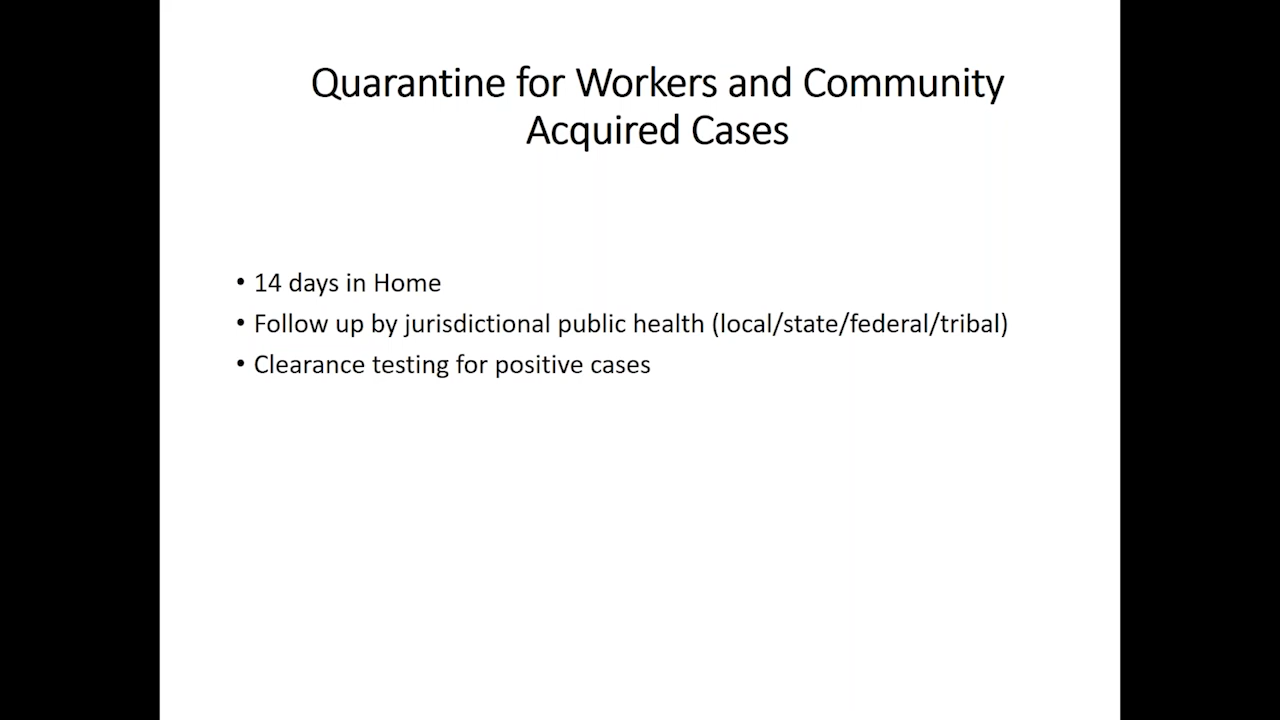 Quarantine for Workers and Community
Acquired Cases
• 14 days in Home
• Follow up by jurisdictional public health (local/state/federal/tribal)
• Clearance testing for positive cases